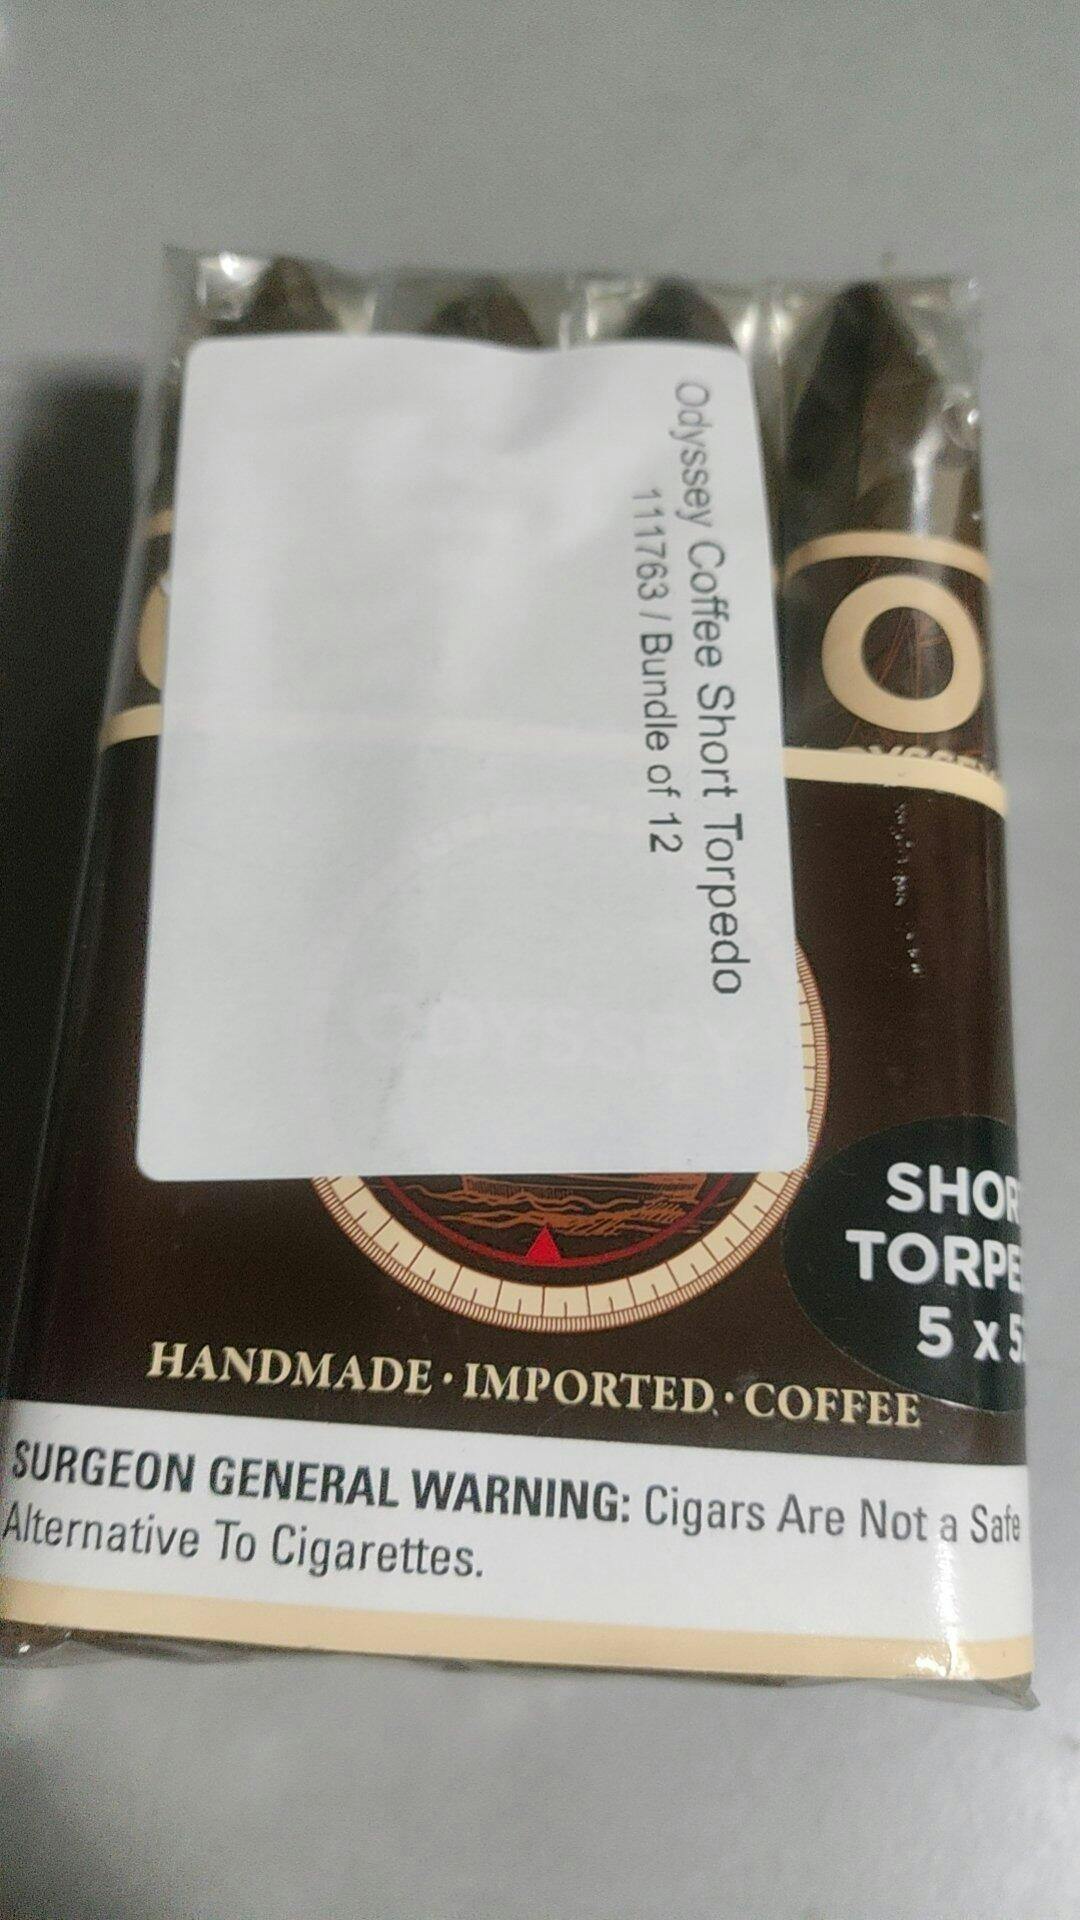 Odyssey Coffee Short Torpedo
111763 / Bundle of 12
O
ODYSSEY
HANDMADE · IMPORTED · COFFEE
SURGEON GENERAL WARNING: Cigars Are Not a Safe
Alternative To Cigarettes.